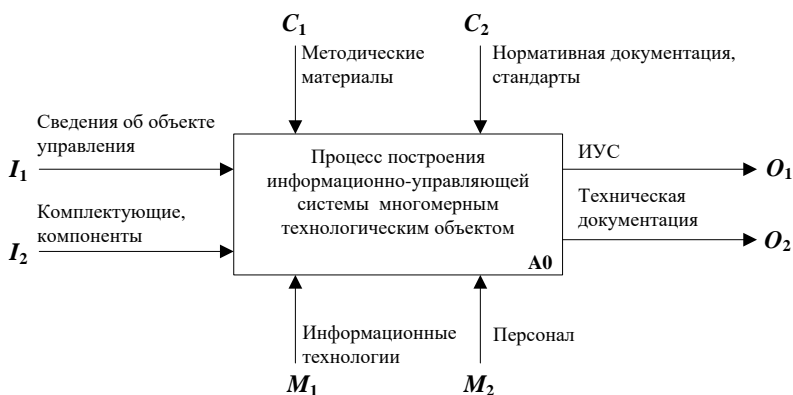 C1
C2
Методические
материалы
Нормативная документация,
стандарты
Сведения об объекте
управления
I1
Комплектующие,
компоненты
I2
Процесс построения
информационно-управляющей
системы многомерным
технологическим объектом
A0
ИУС
O1
Техническая
документация
O2
Информационные
технологии
M1
Персонал
M2